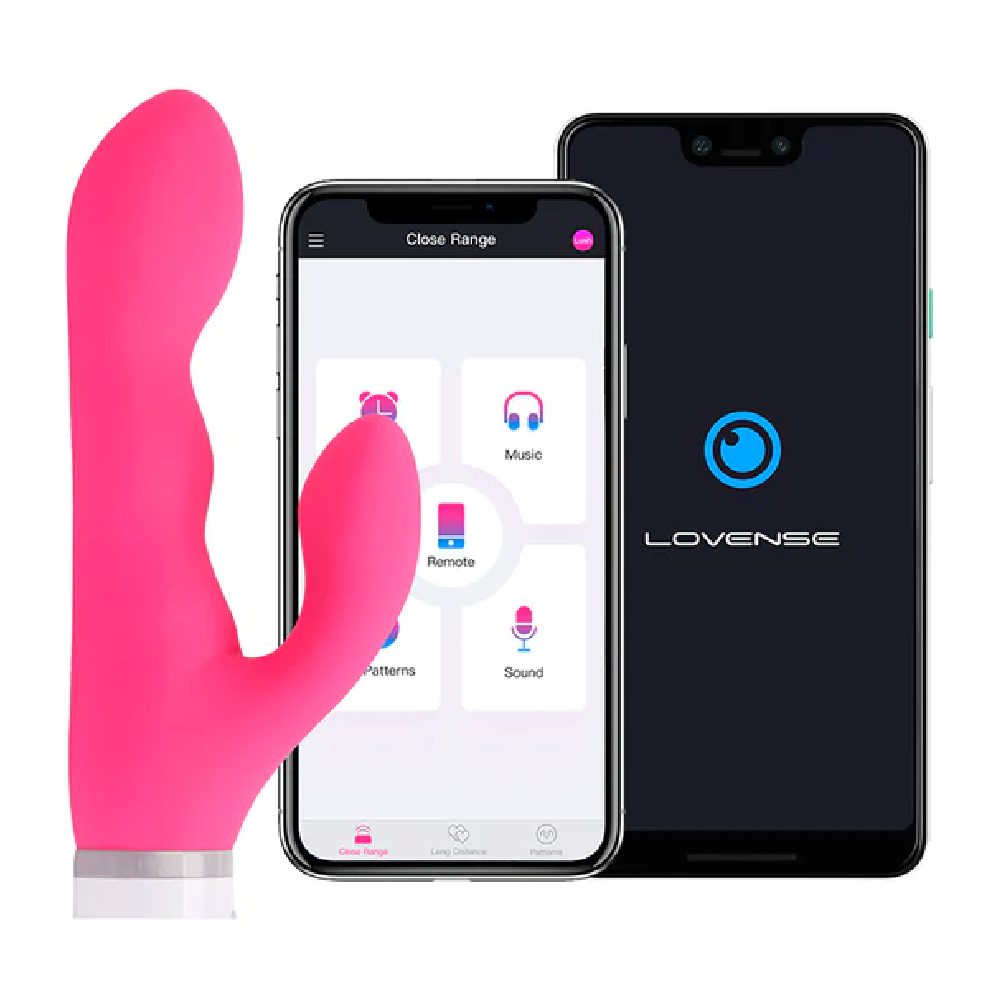 Close Range
Music
Remote
Patterns
Sound
Close Range
Long Distance
Patterns
LOVENSE